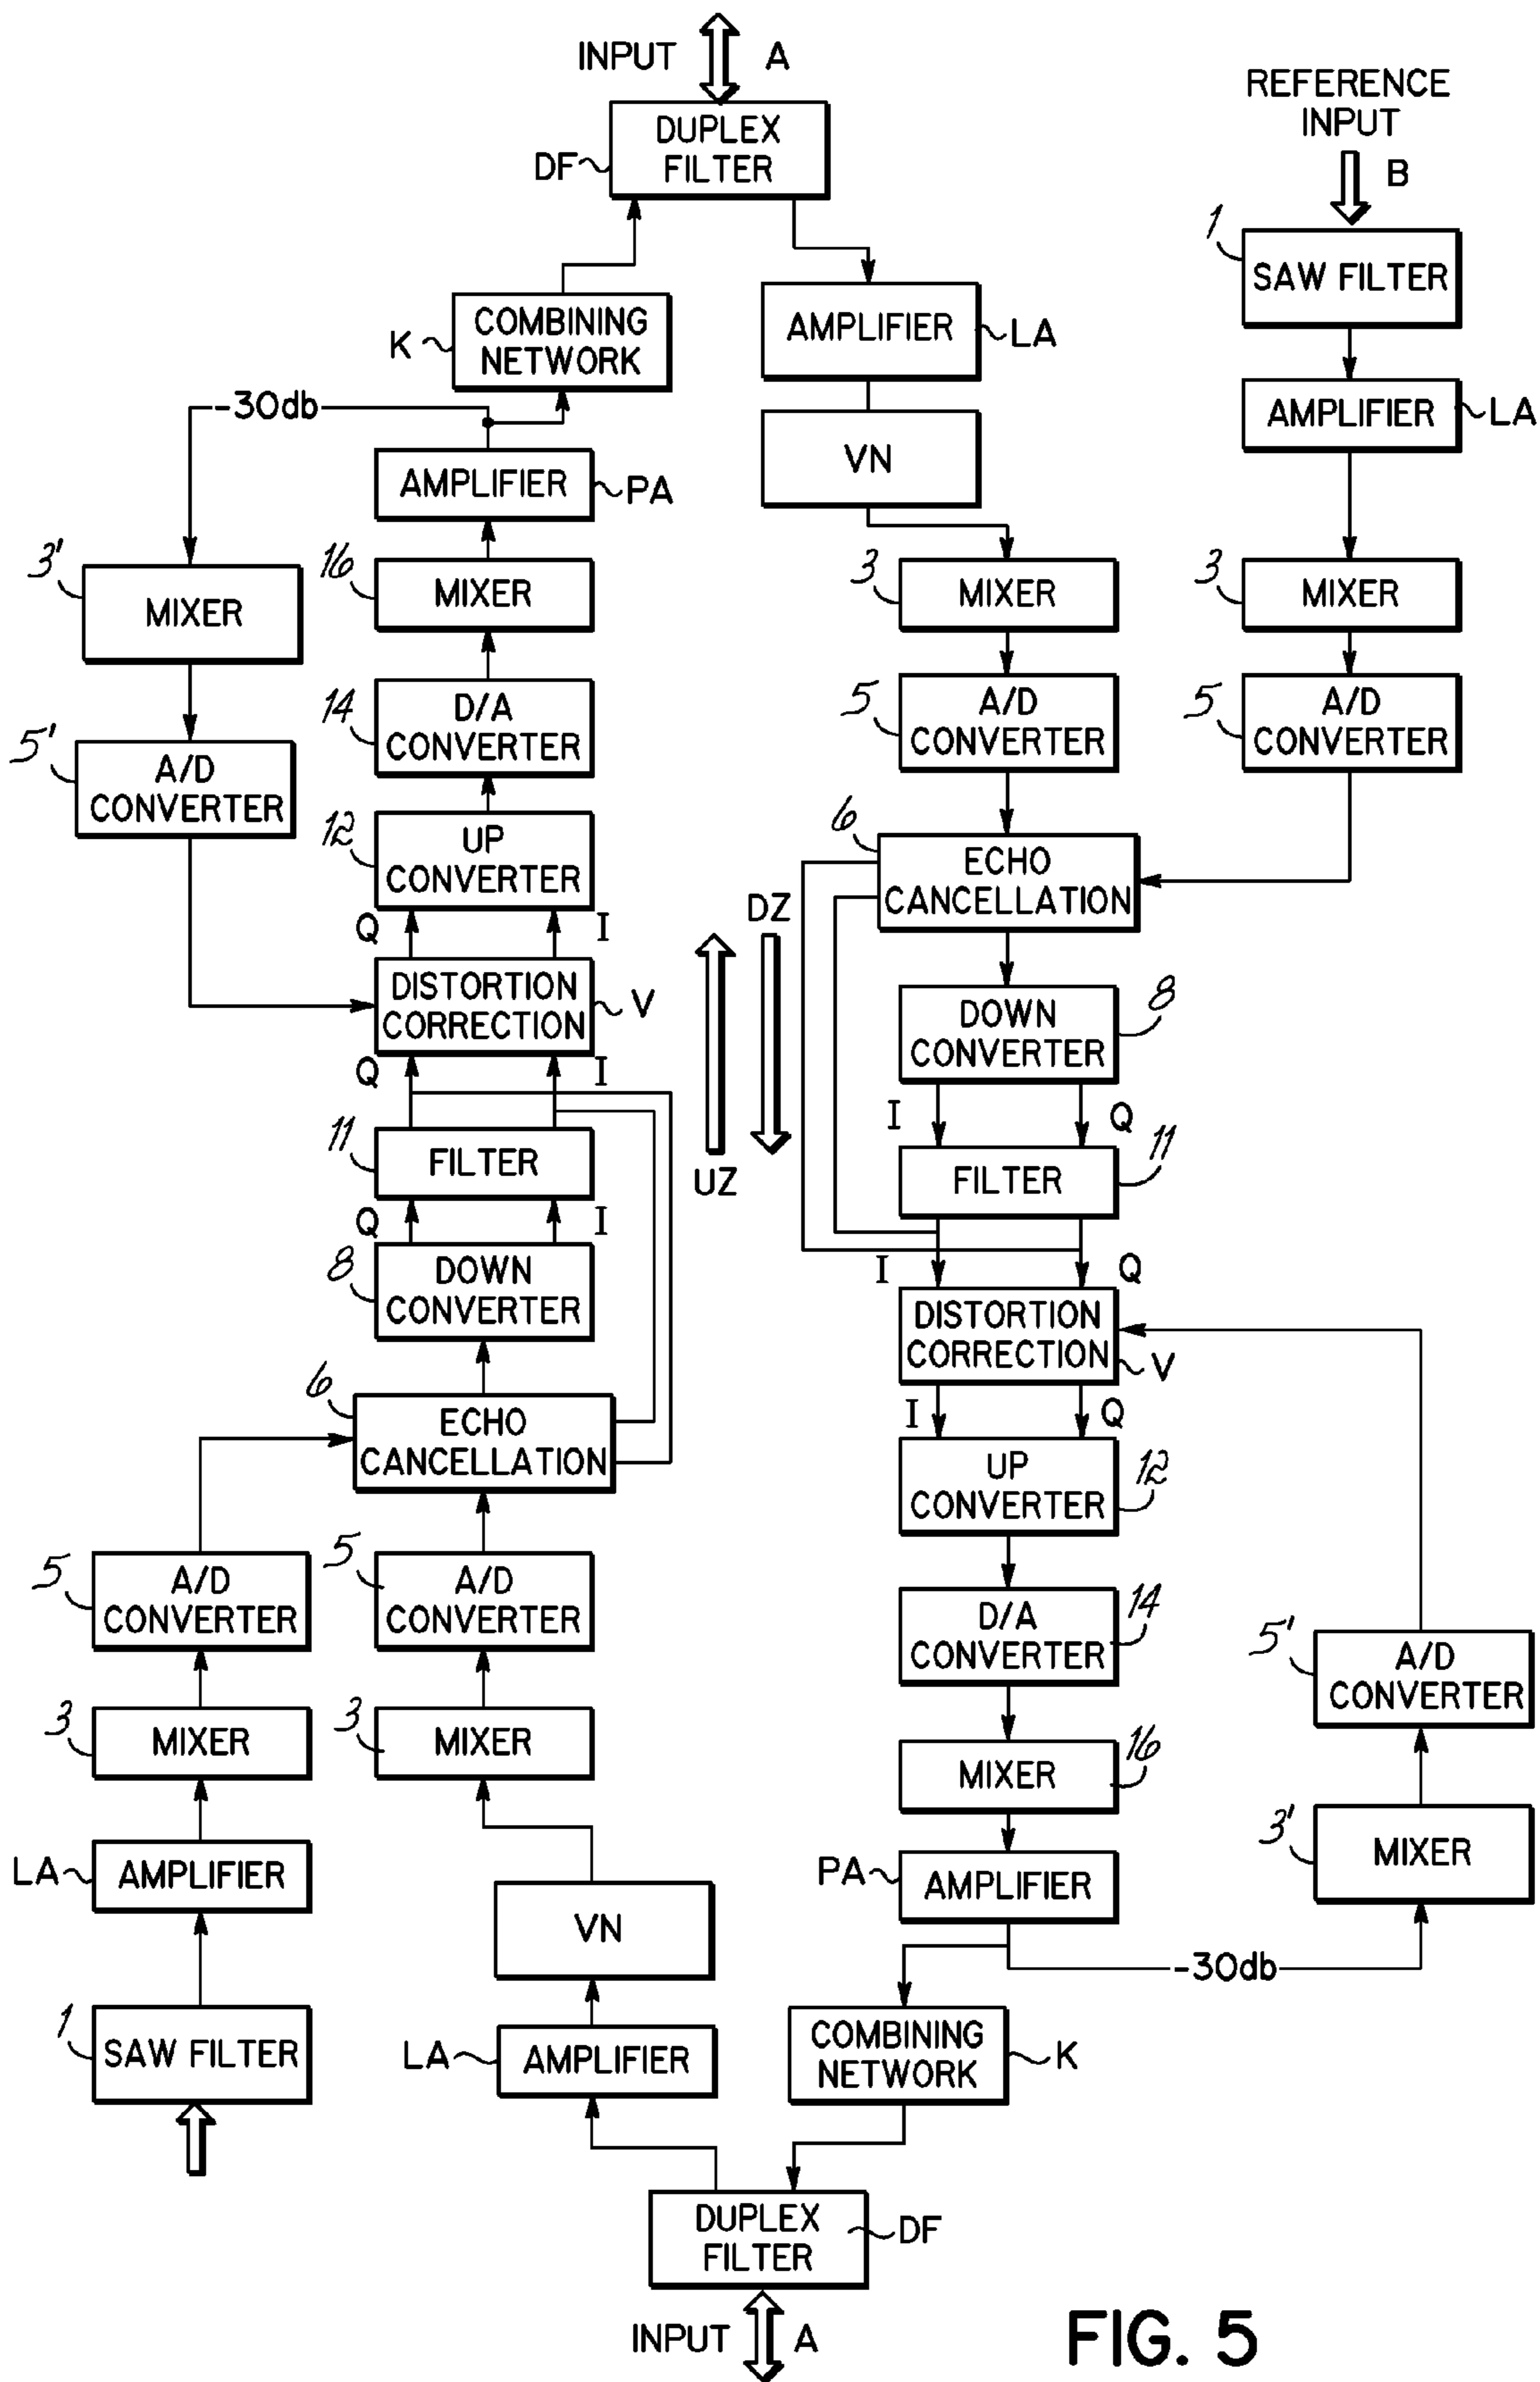 INPUT A
DUPLEX
FILTER
DF
REFERENCE
INPUT
B
1
SAW FILTER
COMBINING
NETWORK
K
AMPLIFIER
LA
AMPLIFIER
LA
-30db
VN
AMPLIFIER
PA
3'
MIXER
16
MIXER
3
MIXER
3
MIXER
14
D/A
CONVERTER
5
A/D
CONVERTER
5
A/D
CONVERTER
5'
A/D
CONVERTER
12
UP
CONVERTER
6
ECHO
CANCELLATION
Q I
DZ
DISTORTION
CORRECTION
V
8
DOWN
CONVERTER
Q I
I Q
11
FILTER
UZ
11
FILTER
Q I
8
DOWN
CONVERTER
I Q
DISTORTION
CORRECTION
V
6
ECHO
CANCELLATION
I Q
UP
CONVERTER
12
5
A/D
CONVERTER
5
A/D
CONVERTER
D/A
CONVERTER
14
5'
A/D
CONVERTER
3
MIXER
3
MIXER
MIXER
16
3'
MIXER
LA
AMPLIFIER
PA
AMPLIFIER
VN
-30db
1
SAW FILTER
LA
AMPLIFIER
COMBINING
NETWORK
K
DUPLEX
FILTER
DF
INPUT A
FIG. 5